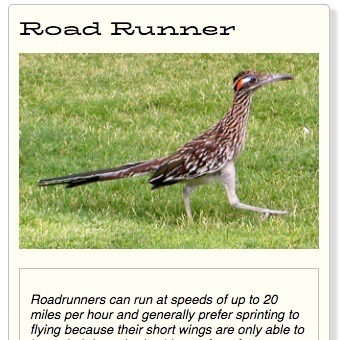 Road Runner
Roadrunners can run at speeds of up to 20
miles per hour and generally prefer sprinting to
flying because their short wings are only able to